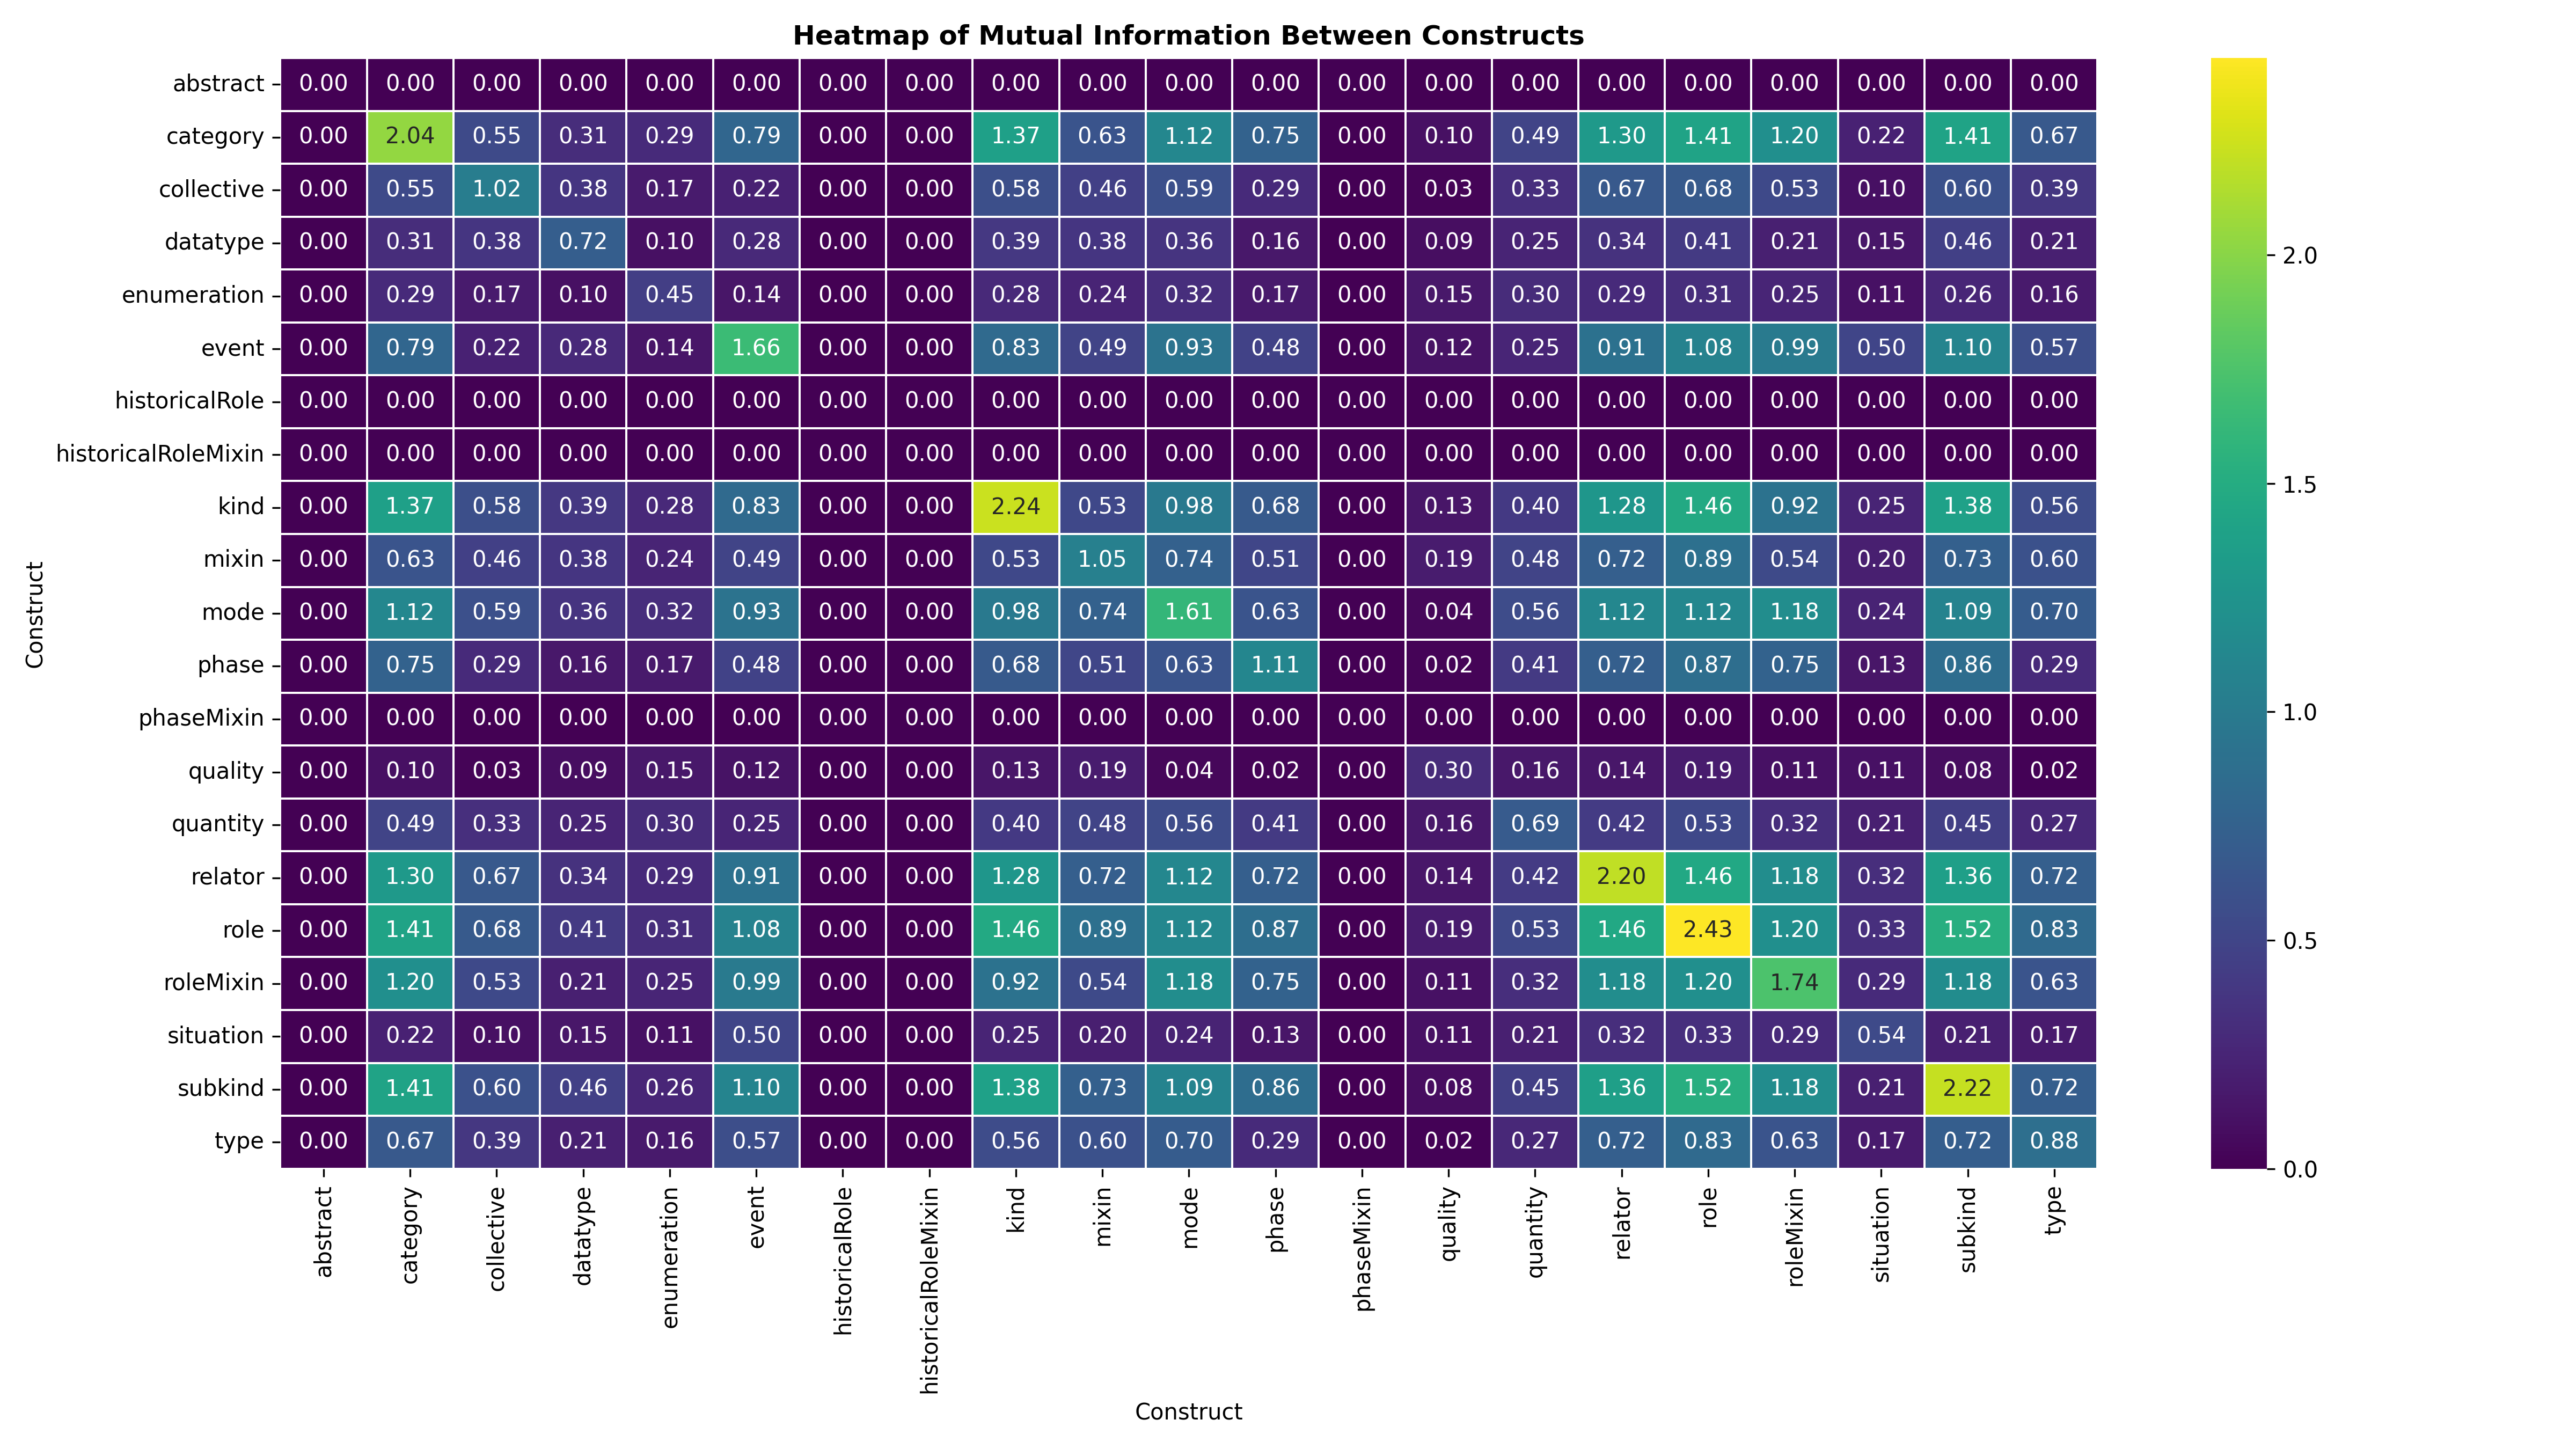 Heatmap of Mutual Information Between Constructs
abstract 0.00 0.00 0.00 0.00 0.00 0.00 0.00 0.00 0.00 0.00 0.00 0.00 0.00 0.00 0.00 0.00 0.00 0.00 0.00 0.00 0.00
category 0.00 2.04 0.55 0.31 0.29 0.79 0.00 0.00 1.37 0.63 1.12 0.75 0.00 0.10 0.49 1.30 1.41 1.20 0.22 1.41 0.67
collective 0.00 0.55 1.02 0.38 0.17 0.22 0.00 0.00 0.58 0.46 0.59 0.29 0.00 0.03 0.33 0.67 0.68 0.53 0.10 0.60 0.39
datatype 0.00 0.31 0.38 0.72 0.10 0.28 0.00 0.00 0.39 0.38 0.36 0.16 0.00 0.09 0.25 0.34 0.41 0.21 0.15 0.46 0.21
enumeration 0.00 0.29 0.17 0.10 0.45 0.14 0.00 0.00 0.28 0.24 0.32 0.17 0.00 0.15 0.30 0.29 0.31 0.25 0.11 0.26 0.16
event 0.00 0.79 0.22 0.28 0.14 1.66 0.00 0.00 0.83 0.49 0.93 0.48 0.00 0.12 0.25 0.91 1.08 0.99 0.50 1.10 0.57
historicalRole 0.00 0.00 0.00 0.00 0.00 0.00 0.00 0.00 0.00 0.00 0.00 0.00 0.00 0.00 0.00 0.00 0.00 0.00 0.00 0.00 0.00
historicalRoleMixin 0.00 0.00 0.00 0.00 0.00 0.00 0.00 0.00 0.00 0.00 0.00 0.00 0.00 0.00 0.00 0.00 0.00 0.00 0.00 0.00 0.00
kind 0.00 1.37 0.58 0.39 0.28 0.83 0.00 0.00 2.24 0.53 0.98 0.68 0.00 0.13 0.40 1.28 1.46 0.92 0.25 1.38 0.56
mixin 0.00 0.63 0.46 0.38 0.24 0.49 0.00 0.00 0.53 1.05 0.74 0.51 0.00 0.19 0.48 0.72 0.89 0.54 0.20 0.73 0.60
mode 0.00 1.12 0.59 0.36 0.32 0.93 0.00 0.00 0.98 0.74 1.61 0.63 0.00 0.04 0.56 1.12 1.12 1.18 0.24 1.09 0.70
phase 0.00 0.75 0.29 0.16 0.17 0.48 0.00 0.00 0.68 0.51 0.63 1.11 0.00 0.02 0.41 0.72 0.87 0.75 0.13 0.86 0.29
phaseMixin 0.00 0.00 0.00 0.00 0.00 0.00 0.00 0.00 0.00 0.00 0.00 0.00 0.00 0.00 0.00 0.00 0.00 0.00 0.00 0.00 0.00
quality 0.00 0.10 0.03 0.09 0.15 0.12 0.00 0.00 0.13 0.19 0.04 0.02 0.00 0.30 0.16 0.14 0.19 0.11 0.11 0.08 0.02
quantity 0.00 0.49 0.33 0.25 0.30 0.25 0.00 0.00 0.40 0.48 0.56 0.41 0.00 0.16 0.69 0.42 0.53 0.32 0.21 0.45 0.27
relator 0.00 1.30 0.67 0.34 0.29 0.91 0.00 0.00 1.28 0.72 1.12 0.72 0.00 0.14 0.42 2.20 1.46 1.18 0.32 1.36 0.72
role 0.00 1.41 0.68 0.41 0.31 1.08 0.00 0.00 1.46 0.89 1.12 0.87 0.00 0.19 0.53 1.46 2.43 1.20 0.33 1.52 0.83
roleMixin 0.00 1.20 0.53 0.21 0.25 0.99 0.00 0.00 0.92 0.54 1.18 0.75 0.00 0.11 0.32 1.18 1.20 1.74 0.29 1.18 0.63
situation 0.00 0.22 0.10 0.15 0.11 0.50 0.00 0.00 0.25 0.20 0.24 0.13 0.00 0.11 0.21 0.32 0.33 0.29 0.54 0.21 0.17
subkind 0.00 1.41 0.60 0.46 0.26 1.10 0.00 0.00 1.38 0.73 1.09 0.86 0.00 0.08 0.45 1.36 1.52 1.18 0.21 2.22 0.72
type 0.00 0.67 0.39 0.21 0.16 0.57 0.00 0.00 0.56 0.60 0.70 0.29 0.00 0.02 0.27 0.72 0.83 0.63 0.17 0.72 0.88
abstract category collective datatype enumeration event historicalRole historicalRoleMixin kind mixin mode phase phaseMixin quality quantity relator role roleMixin situation subkind type
Construct
Construct
2.0
1.5
1.0
0.5
0.0